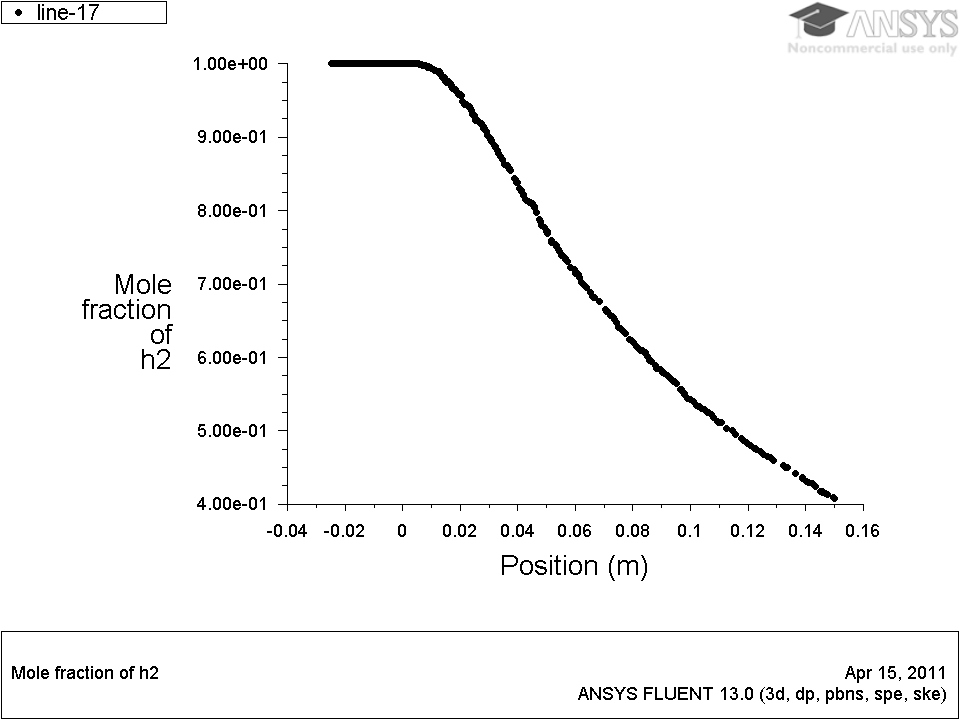 line-17
ANSYS
Noncommercial use only
1.00e+00
9.00e-01
8.00e-01
7.00e-01
6.00e-01
5.00e-01
4.00e-01
Mole
fraction
of
h2
-0.04 -0.02 0 0.02 0.04 0.06 0.08 0.1 0.12 0.14 0.16
Position (m)
Mole fraction of h2
Apr 15, 2011
ANSYS FLUENT 13.0 (3d, dp, pbns, spe, ske)